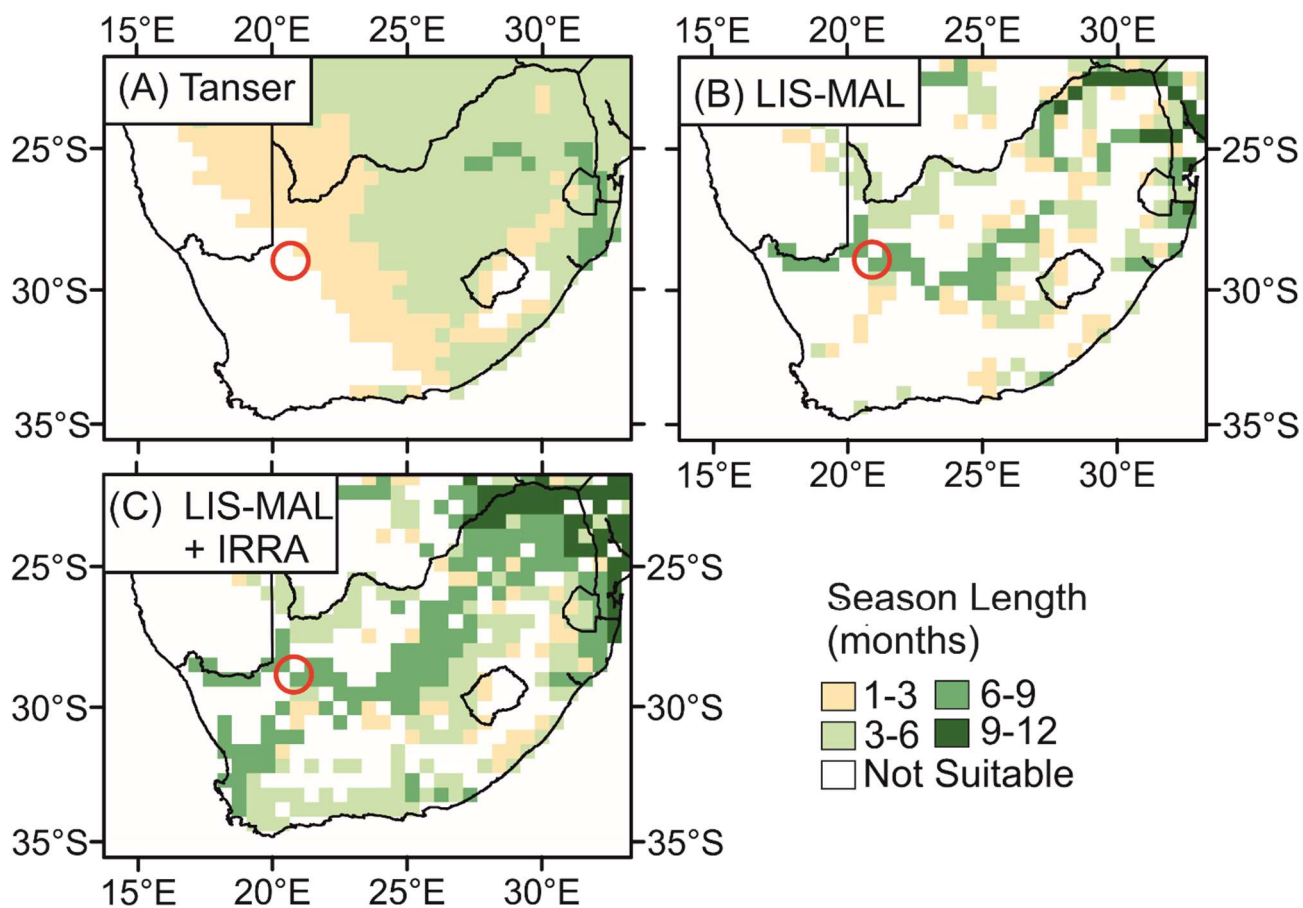 15°E 20°E 25°E 30°E
15°E 20°E 25°E 30°E
(A) Tanser
(B) LIS-MAL
25°S
25°S
30°S
30°S
35°S
35°S
15°E 20°E 25°E 30°E
(C) LIS-MAL
+ IRRA
25°S
25°S
30°S
30°S
35°S
35°S
15°E 20°E 25°E 30°E
Season Length
(months)
1-3 6-9
3-6 9-12
Not Suitable